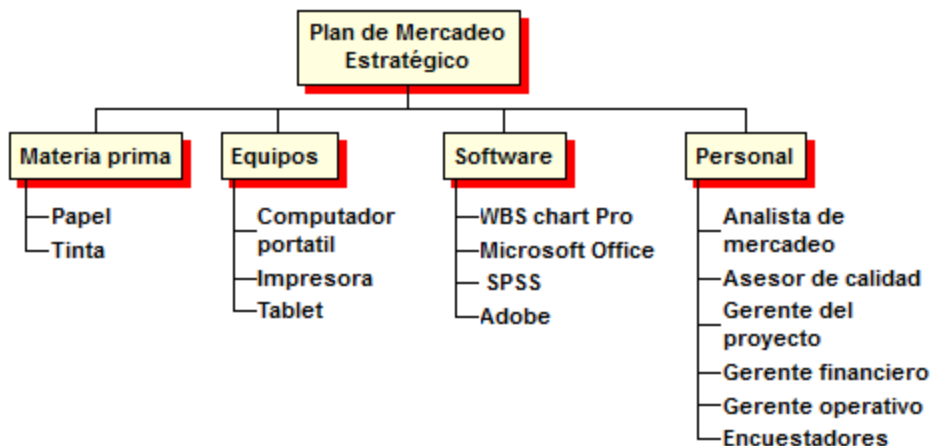 Plan de Mercadeo
Estratégico
Materia prima
Papel
Tinta
Equipos
Computador
portatil
Impresora
Tablet
Software
WBS chart Pro
Microsoft Office
SPSS
Adobe
Personal
Analista de
mercadeo
Asesor de calidad
Gerente del
proyecto
Gerente financiero
Gerente operativo
Encuestadores